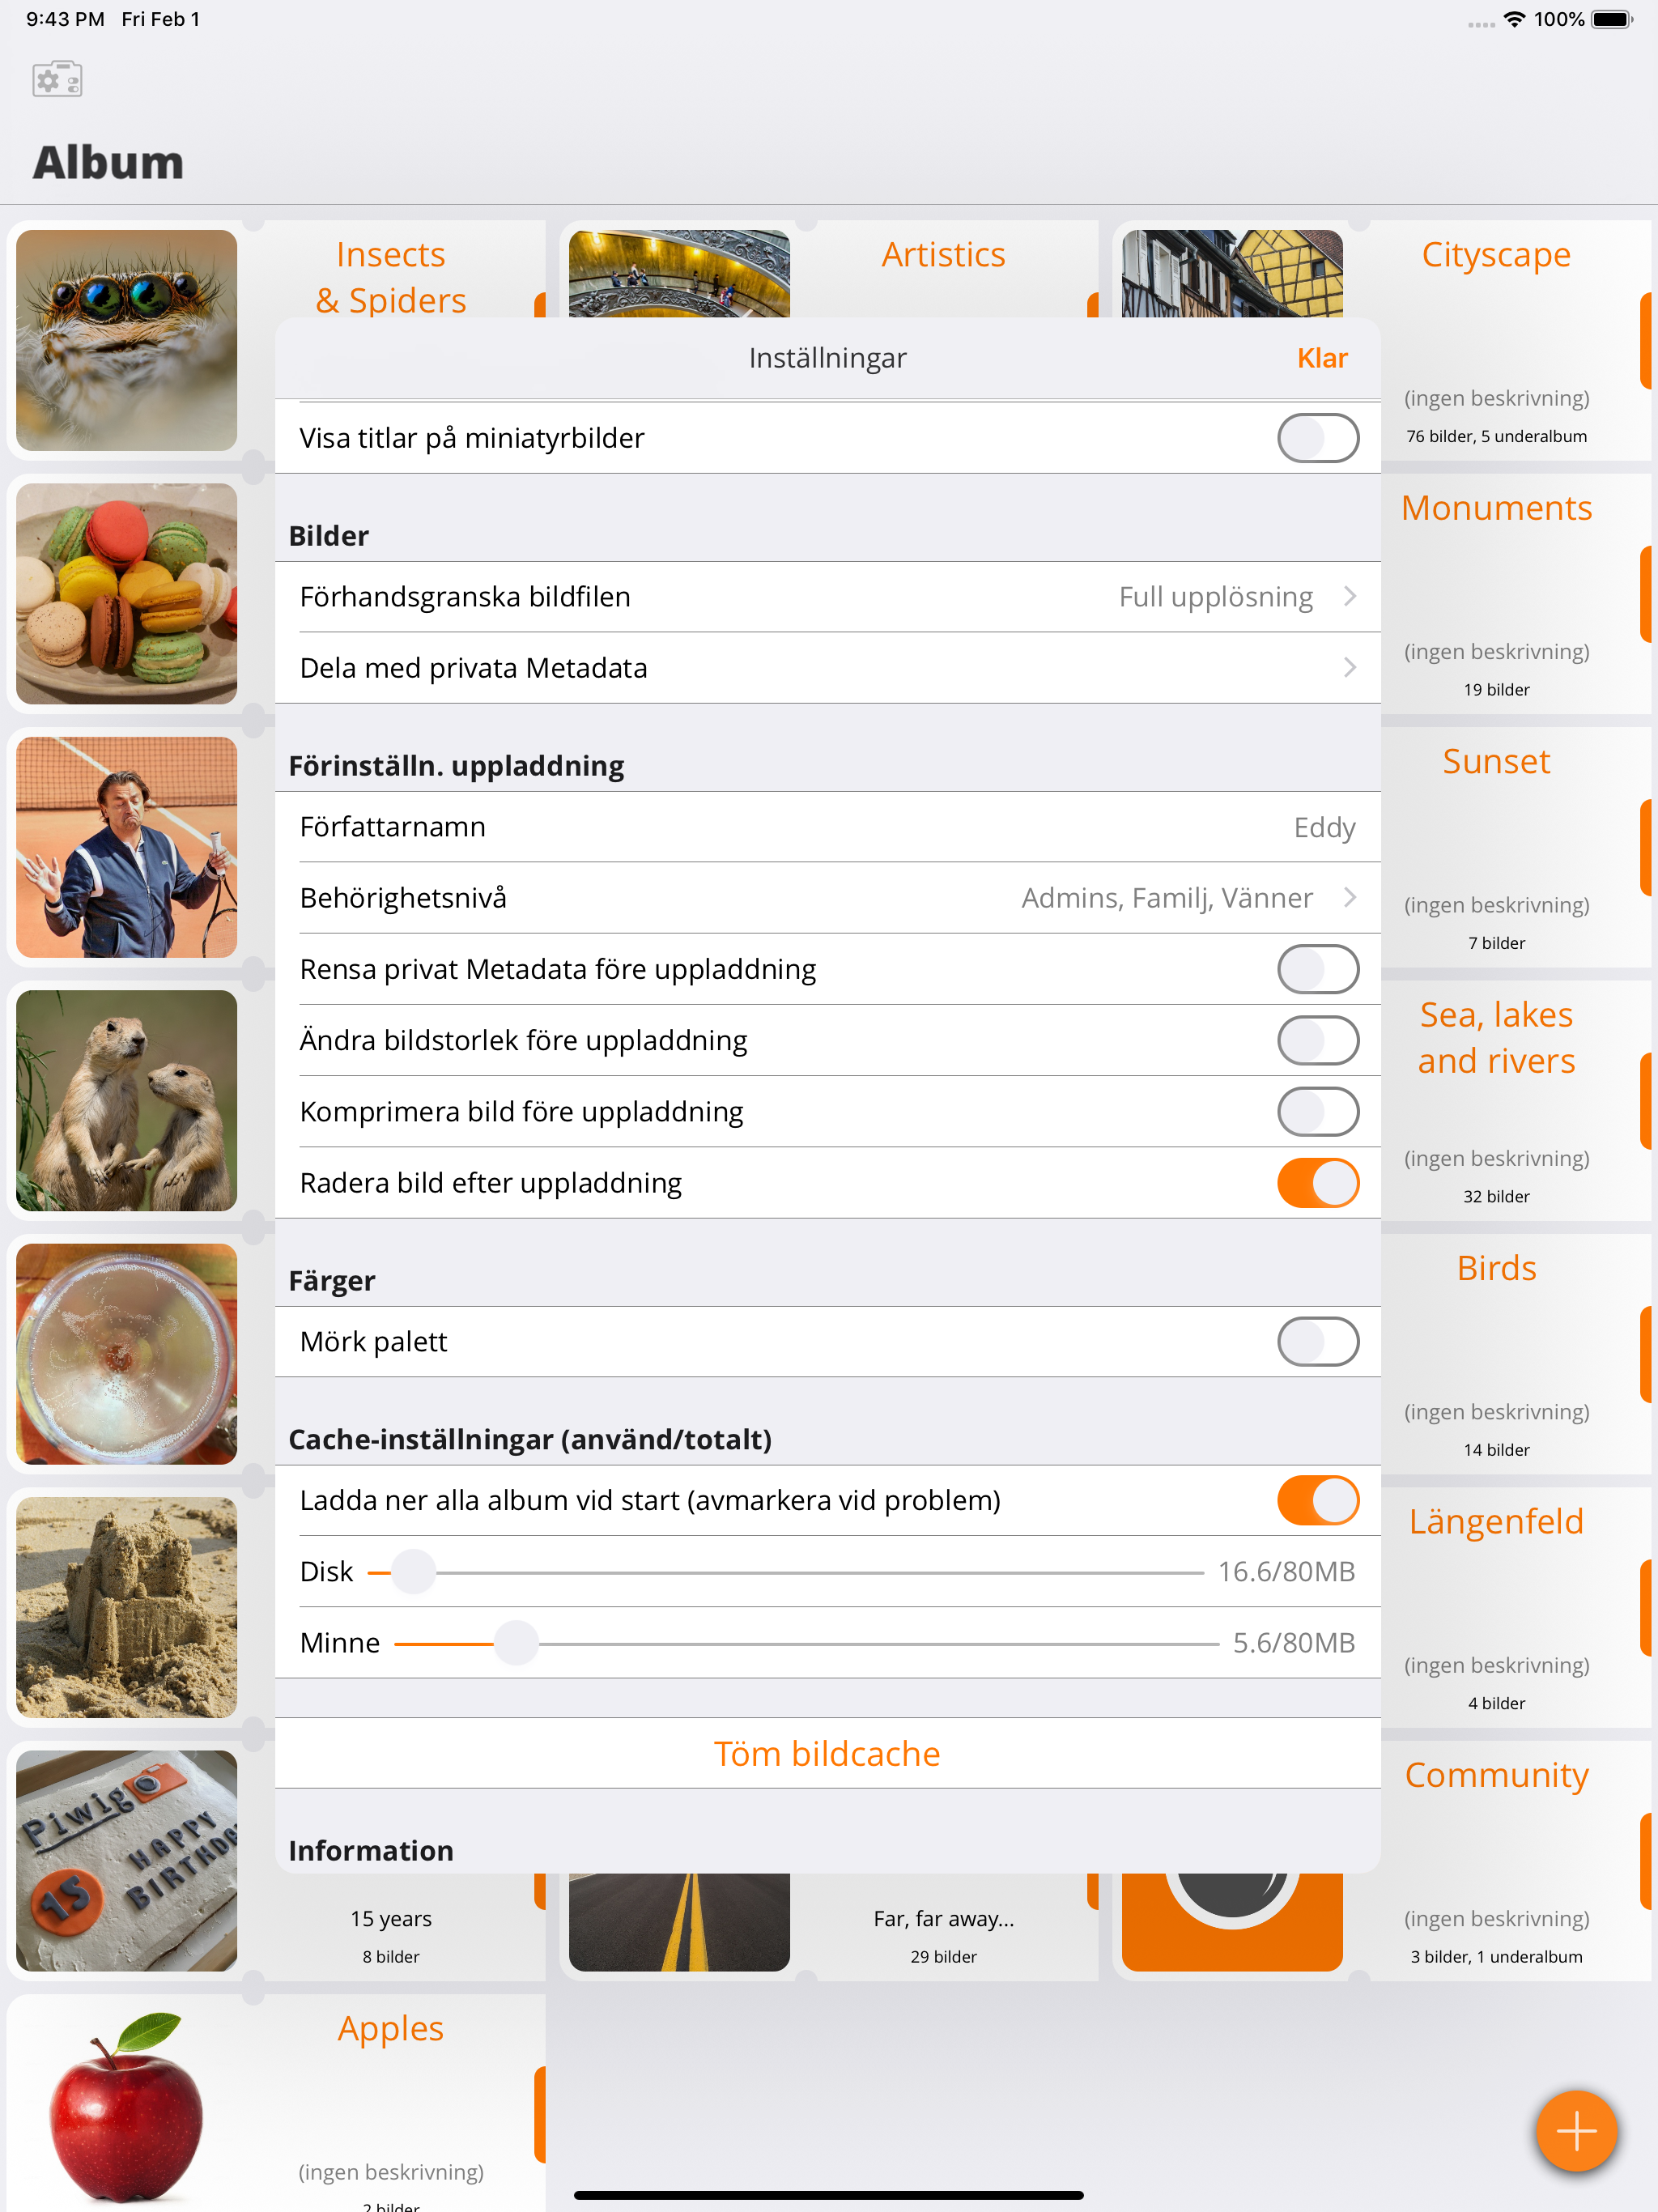 9:43 PM Fri Feb 1
100%
Album
Insects
& Spiders
Artistics
Cityscape
(ingen beskrivning)
76 bilder, 5 underalbum
Inställningar
Klar
Visa titlar på miniatyrbilder
Bilder
Förhandsgranska bildfilen
Full upplösning
Dela med privata Metadata
Förinställn. uppladdning
Författarnamn
Eddy
Behörighetsnivå
Admins, Familj, Vänner
Rensa privat Metadata före uppladdning
Ändra bildstorlek före uppladdning
Komprimera bild före uppladdning
Radera bild efter uppladdning
Färger
Mörk palett
Cache-inställningar (använd/totalt)
Ladda ner alla album vid start (avmarkera vid problem)
Disk
16.6/80MB
Minne
5.6/80MB
Töm bildcache
Information
Monuments
(ingen beskrivning)
19 bilder
Sunset
(ingen beskrivning)
7 bilder
Sea, lakes
and rivers
(ingen beskrivning)
32 bilder
Birds
(ingen beskrivning)
14 bilder
Längenfeld
(ingen beskrivning)
4 bilder
Piwig
HAPPY
BIRTHDA
15
15 years
8 bilder
Far, far away...
29 bilder
Community
(ingen beskrivning)
3 bilder, 1 underalbum
Apples
(ingen beskrivning)
2 bilder